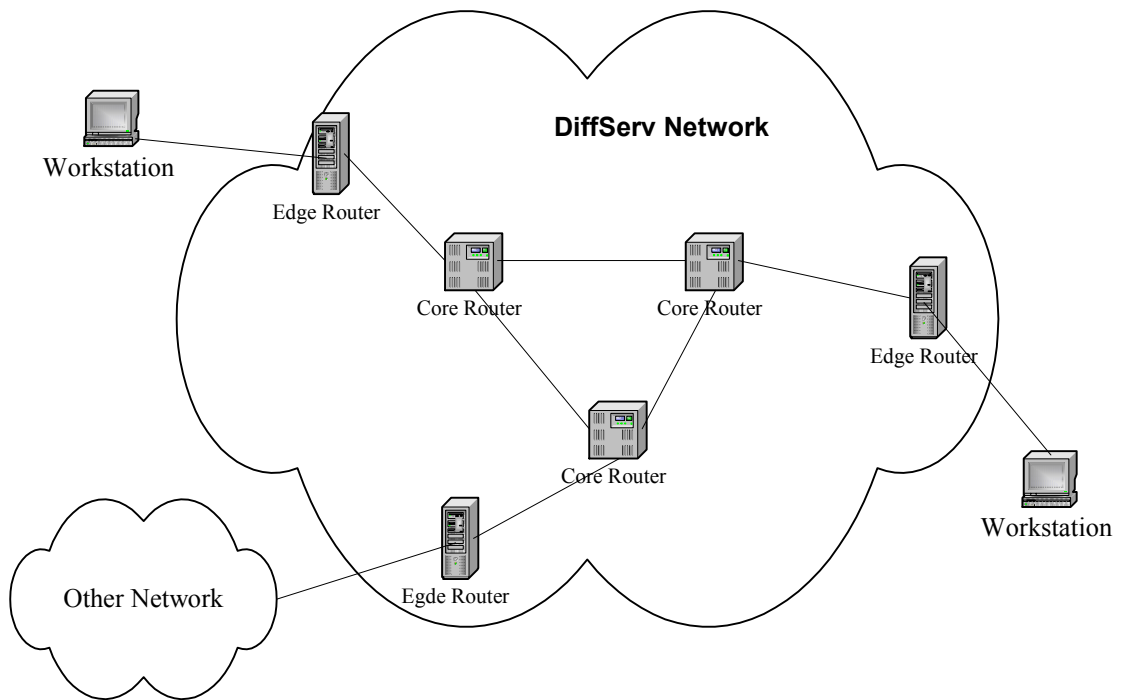 DiffServ Network
Workstation
Edge Router
Core Router
Core Router
Edge Router
Core Router
Workstation
Other Network
Egde Router